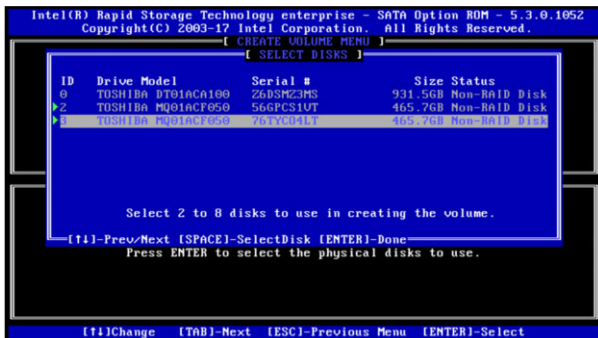 Intel(R) Rapid Storage Technology enterprise - SATA Option ROM - 5.3.0.1052
Copyright(C) 2003-17 Intel Corporation. All Rights Reserved.
[ CREATE VOLUME MENU ]
[ SELECT DISKS ]
ID Drive Model Serial # Size Status
0 TOSHIBA DT01ACA100 Z6DSMZ3MS 931.5GB Non-RAID Disk
2 TOSHIBA MQ01ACF050 56GPCS1VT 465.7GB Non-RAID Disk
3 TOSHIBA MQ01ACF050 76TYC04LT 465.7GB Non-RAID Disk
Select 2 to 8 disks to use in creating the volume.
[↑↓]-Prev/Next [SPACE]-SelectDisk [ENTER]-Done
Press ENTER to select the physical disks to use.
[↑↓]Change [TAB]-Next [ESC]-Previous Menu [ENTER]-Select